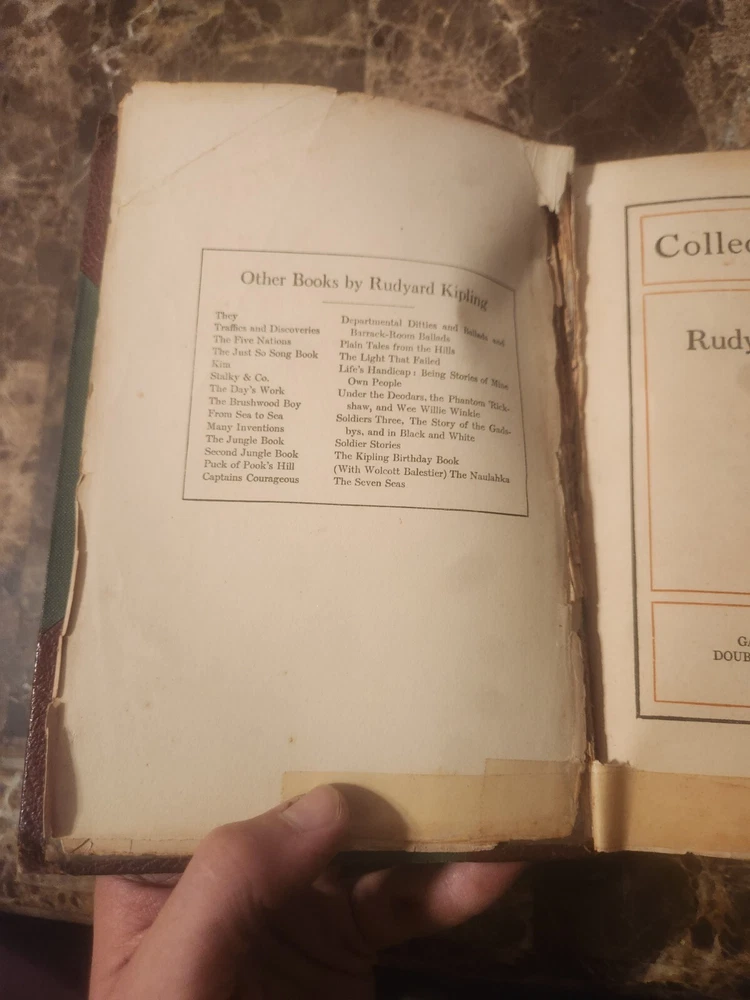 Other Books by Rudyard Kipling
They
Traffics and Discoveries
The Five Nations
The Just So Song Book
Kim
Stalky & Co.
The Day's Work
The Brushwood Boy
From Sea to Sea
Many Inventions
The Jungle Book
Second Jungle Book
Puck of Pook's Hill
Captains Courageous
Departmental Ditties and Ballads and
Barrack-Room Ballads
Plain Tales from the Hills
The Light That Failed
Life's Handicap: Being Stories of Mine
Own People
Under the Deodars, the Phantom 'Rick-
shaw, and Wee Willie Winkie
Soldiers Three, The Story of the Gads-
bys, and in Black and White
Soldier Stories
The Kipling Birthday Book
(With Wolcott Balestier) The Naulahka
The Seven Seas
Collec
Rudy
GA
DOUB